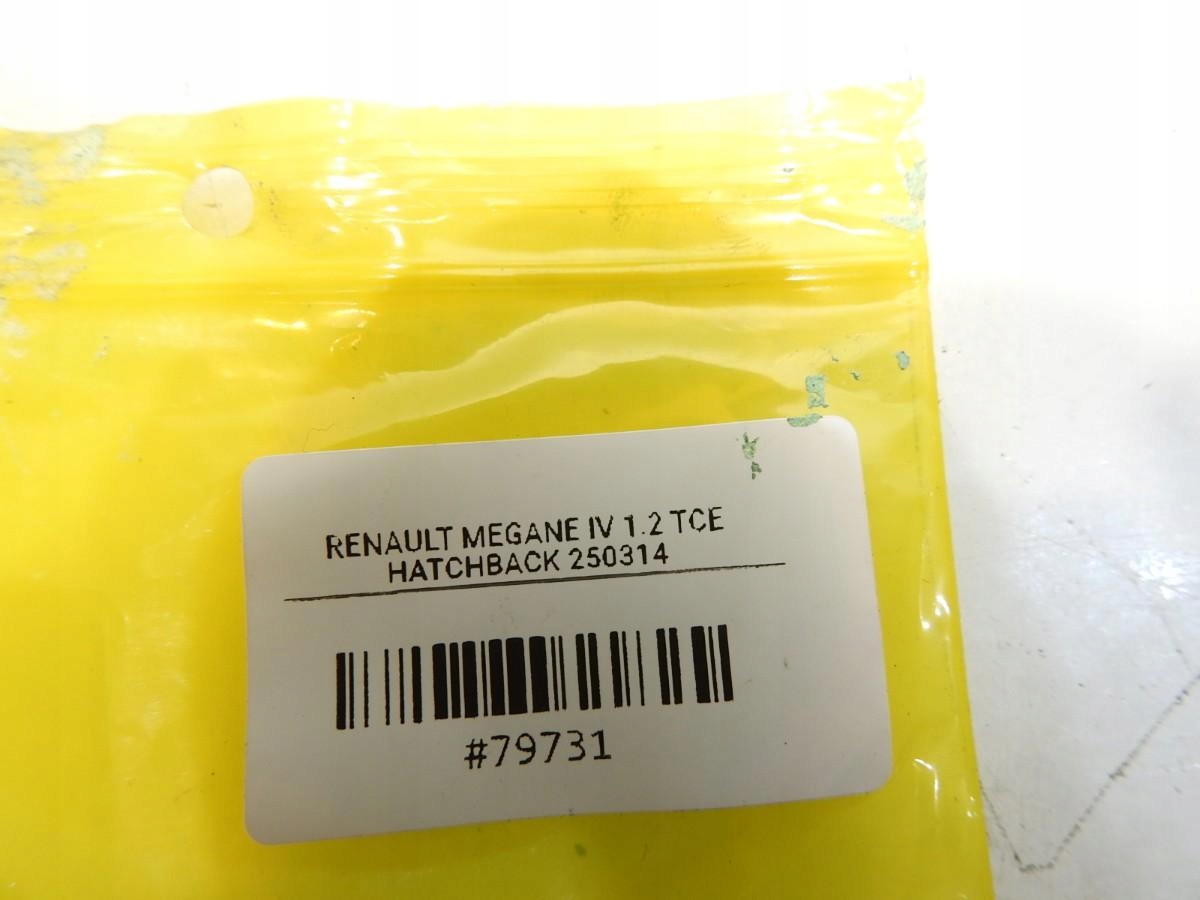 RENAULT MEGANE IV 1.2 TCE
HATCHBACK 250314
#79731